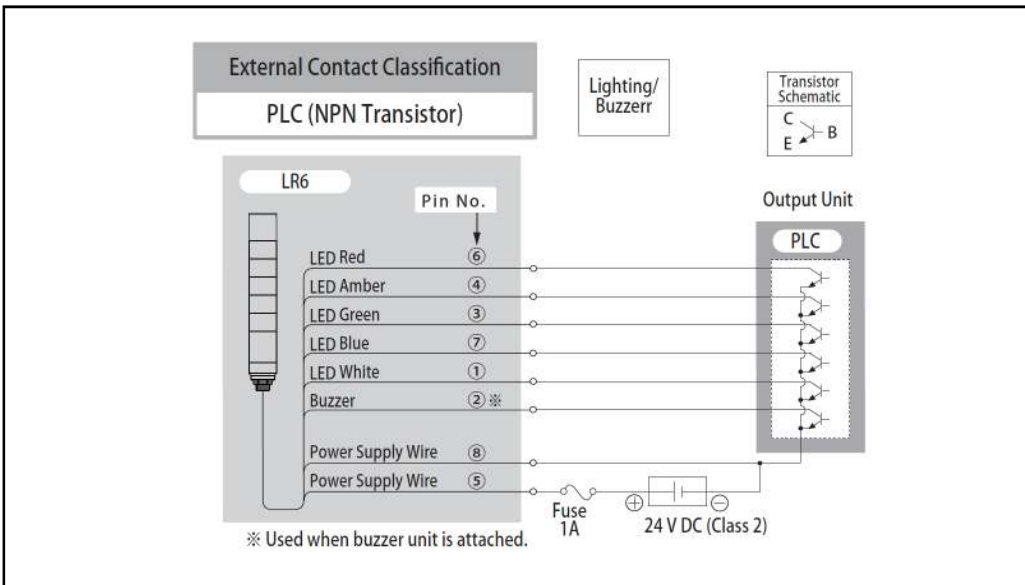 External Contact Classification
PLC (NPN Transistor)
Lighting/
Buzzerr
Transistor
Schematic
C
B
E
LR6
Pin No.
Output Unit
PLC
LED Red ⑥
LED Amber ④
LED Green ③
LED Blue ⑦
LED White ①
Buzzer ② ※
Power Supply Wire ⑧
Power Supply Wire ⑤
Fuse
1A
⊕ ⊖
24 V DC (Class 2)
※ Used when buzzer unit is attached.